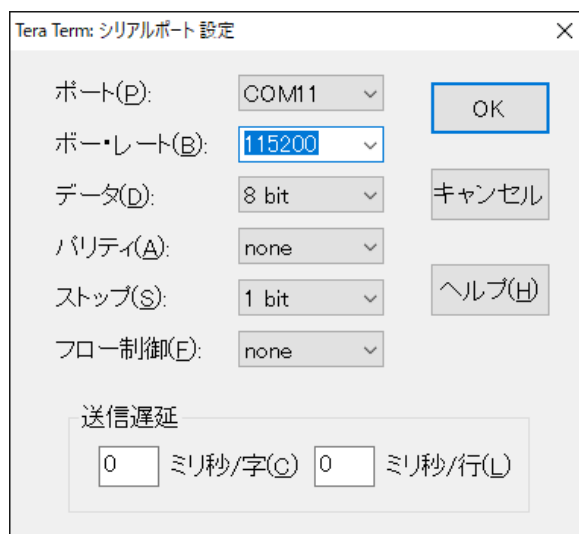 Tera Term: シリアルポート 設定
ポート(P): COM11
OK
ボー・レート(B): 115200
データ(D): 8 bit
キャンセル
パリティ(A): none
ストップ(S): 1 bit
ヘルプ(H)
フロー制御(F): none
送信遅延
0 ミリ秒/字(C) 0 ミリ秒/行(L)